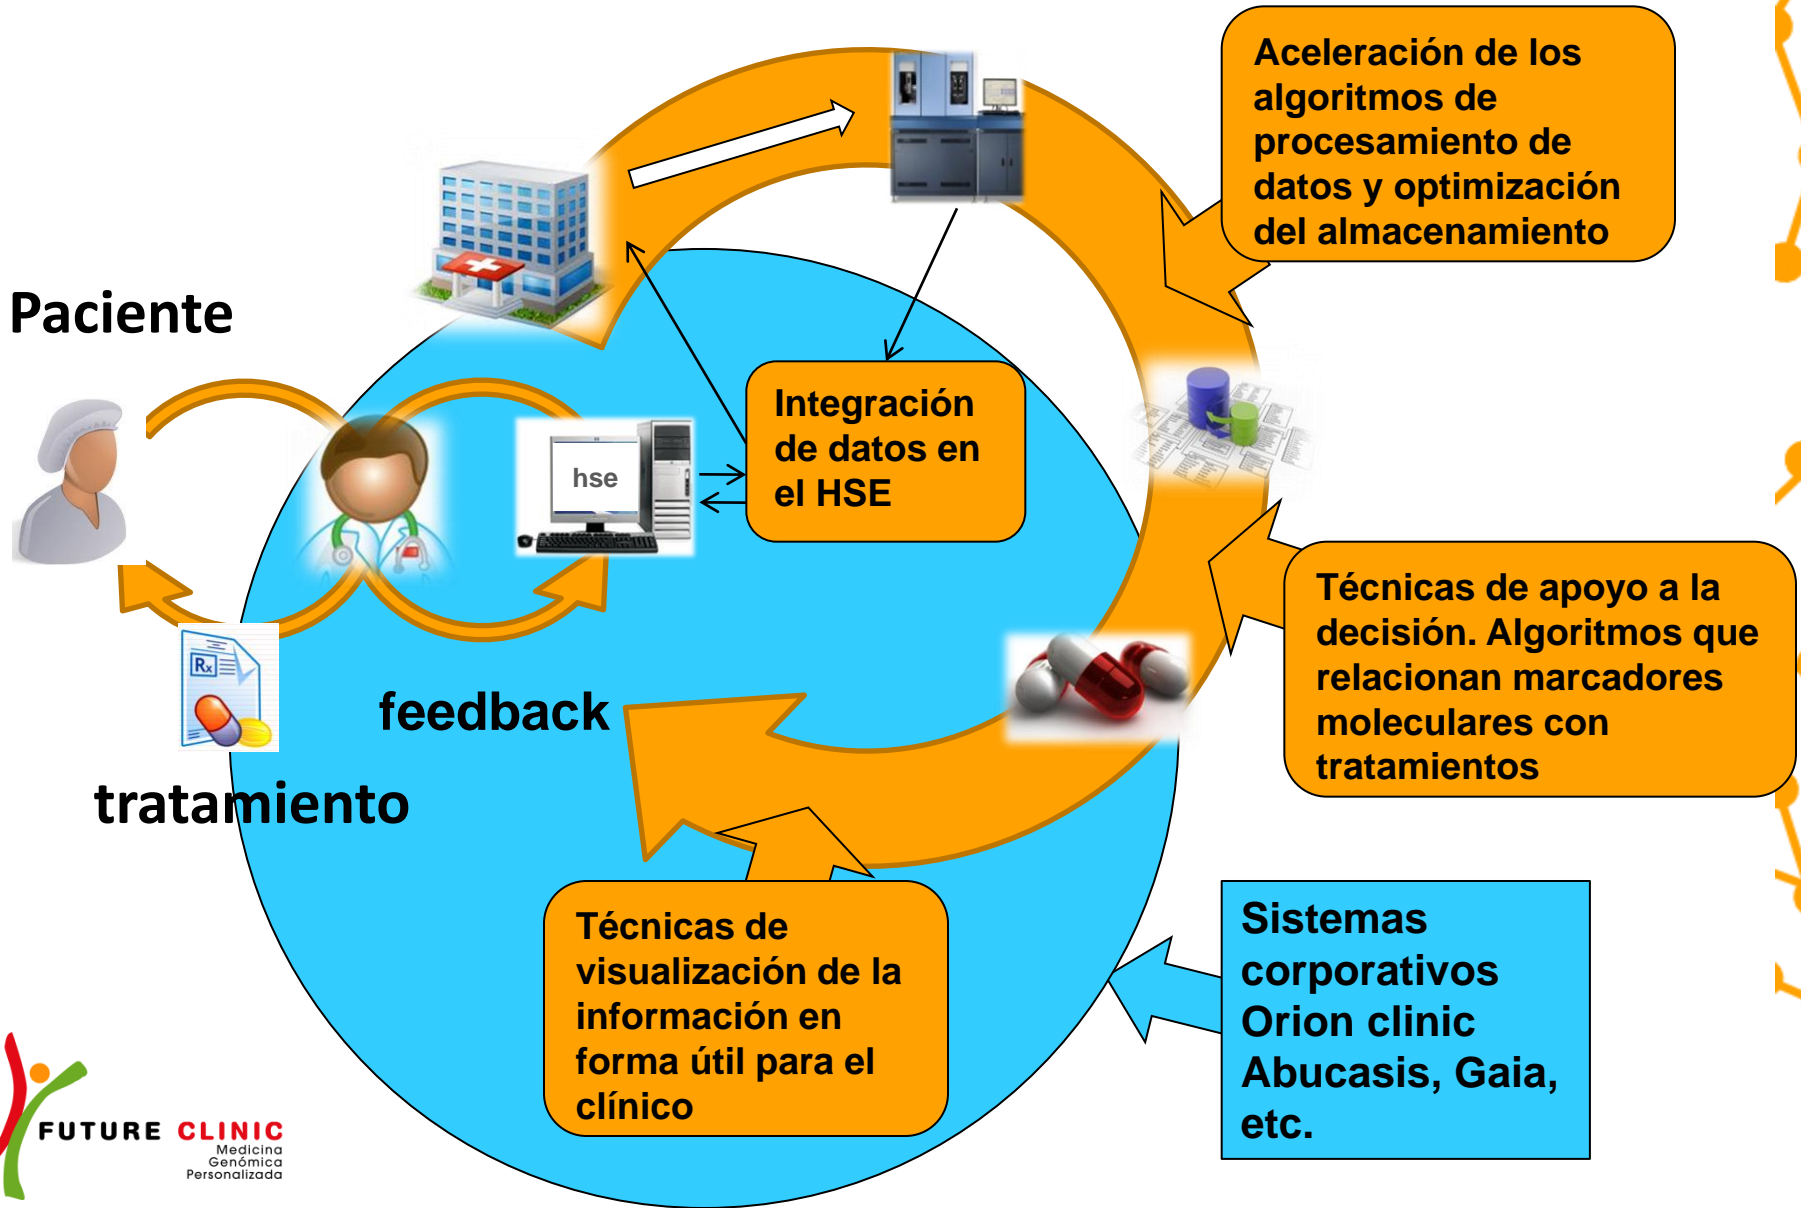 Aceleración de los
algoritmos de
procesamiento de
datos y optimización
del almacenamiento
Paciente
Integración
de datos en
el HSE
hse
Técnicas de apoyo a la
decisión. Algoritmos que
relacionan marcadores
moleculares con
tratamientos
Rx
feedback
tratamiento
Técnicas de
visualización de la
información en
forma útil para el
clínico
Sistemas
corporativos
Orion clinic
Abucasis, Gaia,
etc.
FUTURE CLINIC
Medicina
Genómica
Personalizada